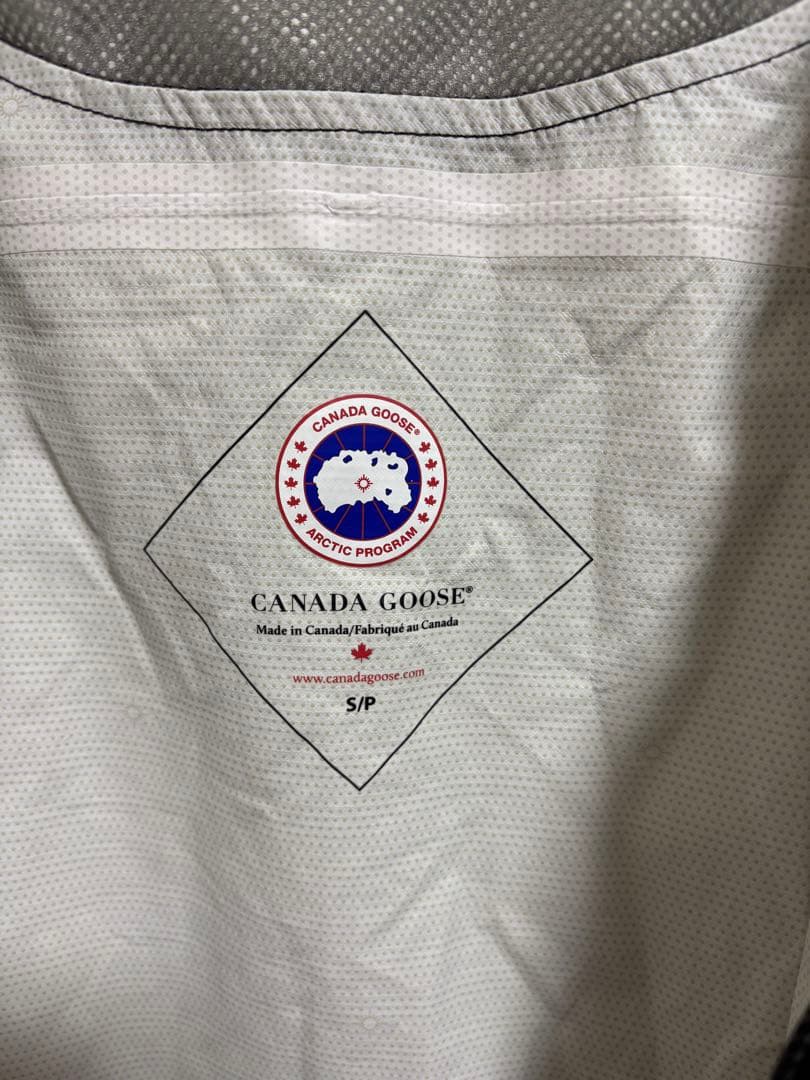 CANADA GOOSE®
ARCTIC PROGRAM
CANADA GOOSE®
Made in Canada/Fabriqué au Canada
www.canadagoose.com
S/P